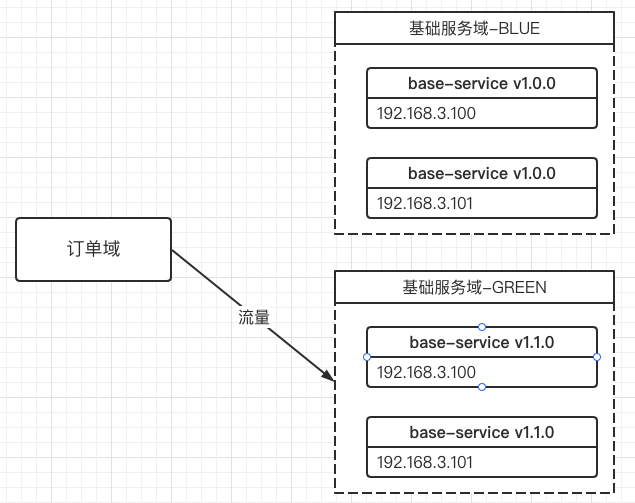 基础服务域-BLUE
base-service v1.0.0
192.168.3.100
base-service v1.0.0
192.168.3.101
订单域
流量
基础服务域-GREEN
base-service v1.1.0
192.168.3.100
base-service v1.1.0
192.168.3.101